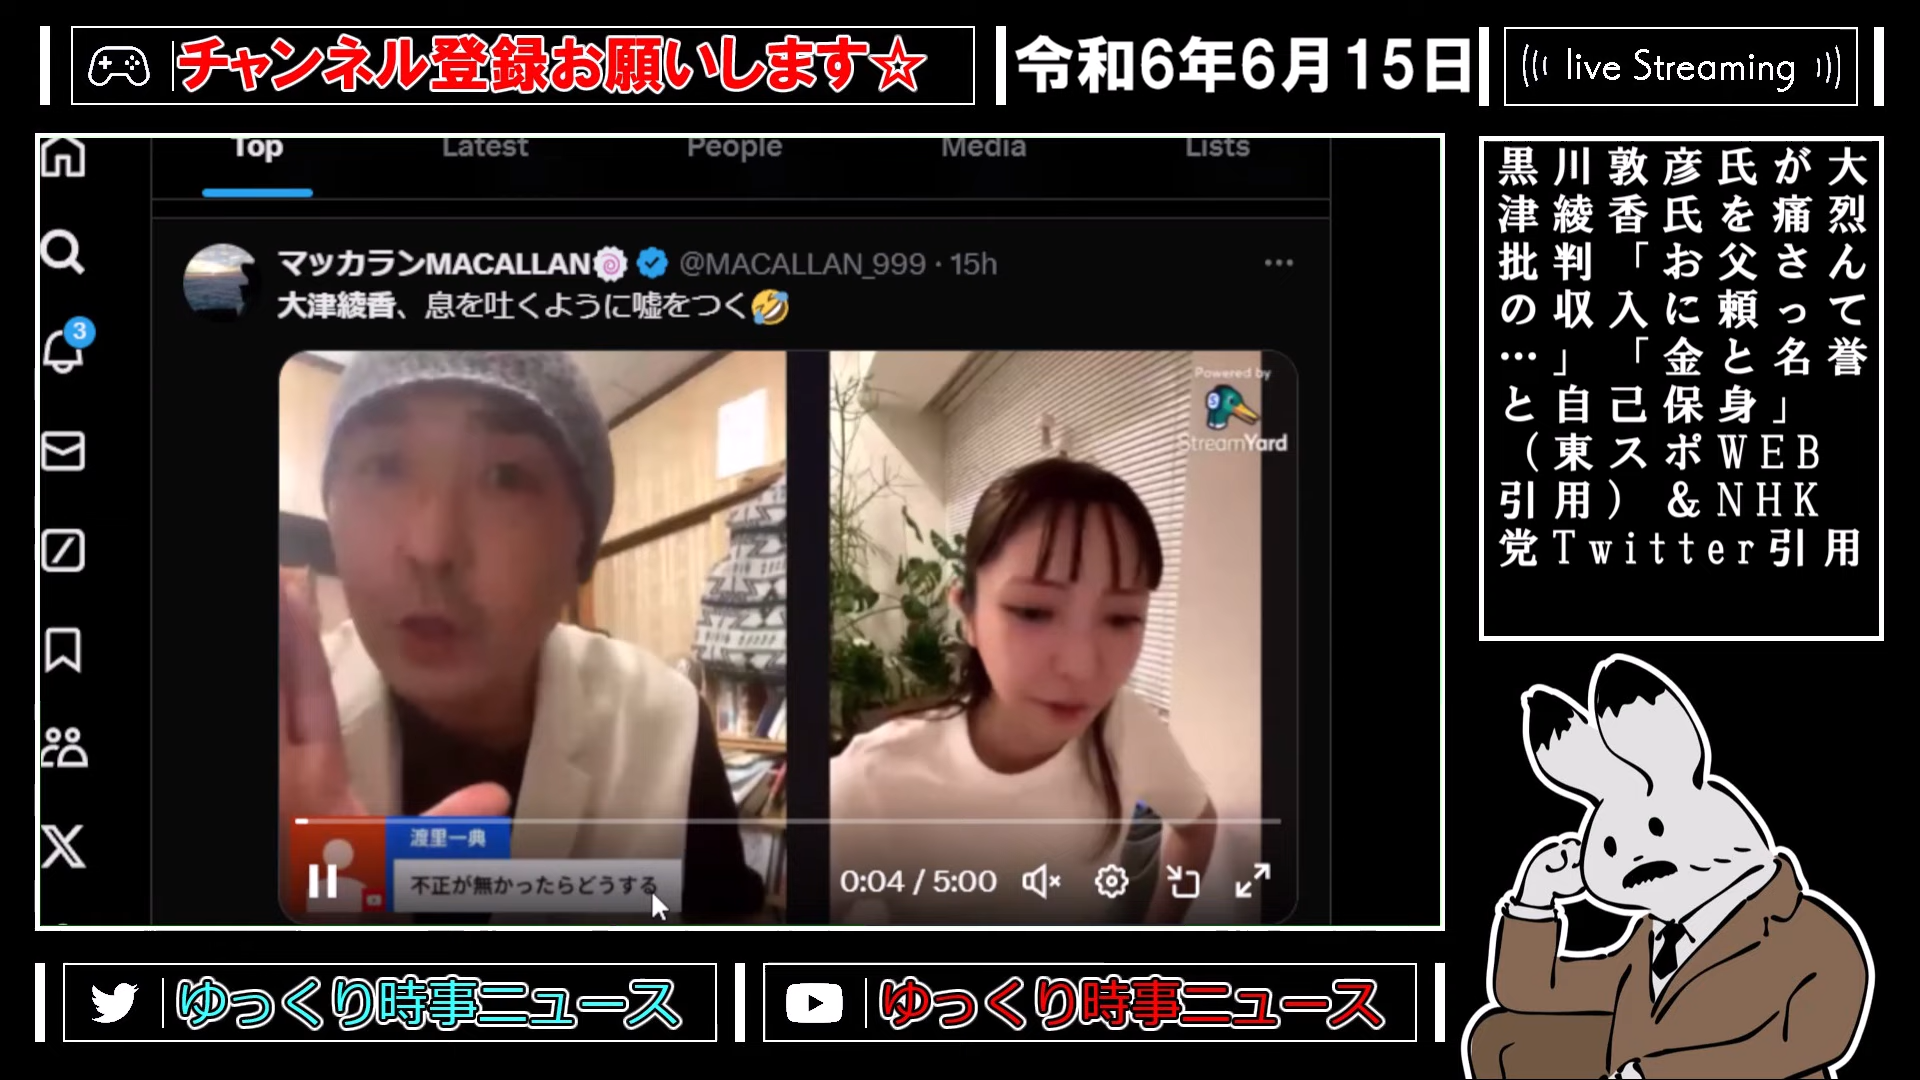 チャンネル登録お願いします☆
令和6年6月15日
live Streaming
Top
Latest
People
Media
Lists
3
マッカランMACALLAN🍥 @MACALLAN_999 · 15h
大津綾香、息を吐くように嘘をつく🤣
Powered by
StreamYard
渡里一典
不正が無かったらどうする
0:04 / 5:00
黒川敦彦氏が大
津綾香氏を痛烈
批判「お父さん
の収入に頼って
…」「金と名誉
と自己保身」
（東スポWEB
引用）＆NHK
党Twitter引用
ゆっくり時事ニュース
ゆっくり時事ニュース